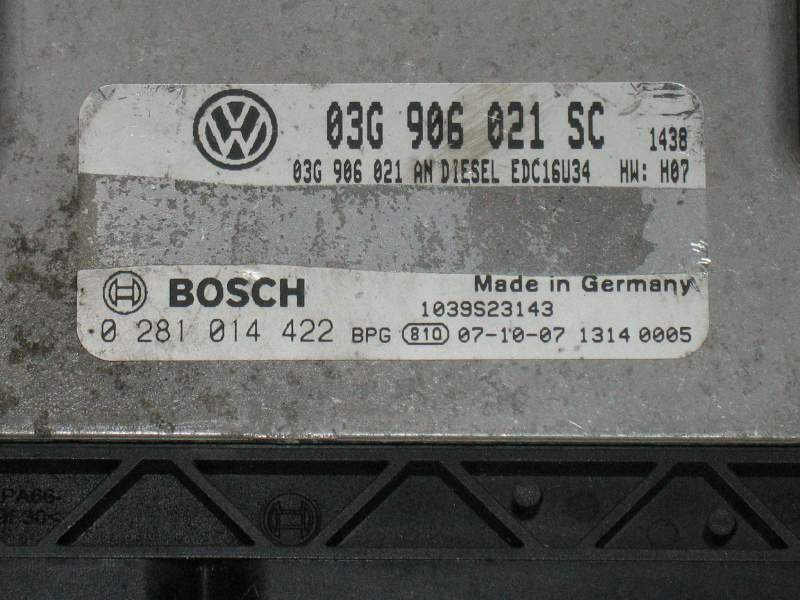 03G 906 021 SC 1438
03G 906 021 AN DIESEL EDC16U34 HW: H07
BOSCH Made in Germany
1039S23143
0 281 014 422 BPG 810 07-10-07 1314 0005